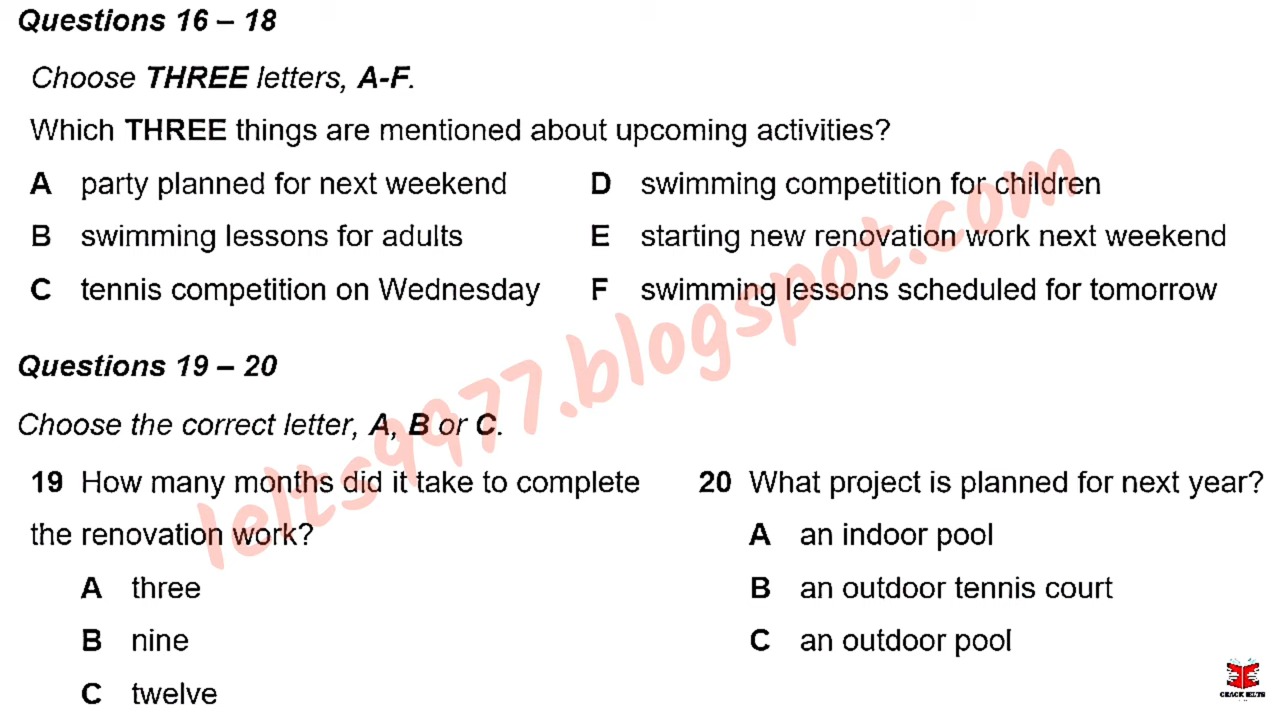 Questions 16 – 18
Choose THREE letters, A-F.
Which THREE things are mentioned about upcoming activities?
A party planned for next weekend
B swimming lessons for adults
C tennis competition on Wednesday
D swimming competition for children
E starting new renovation work next weekend
F swimming lessons scheduled for tomorrow
Questions 19 – 20
Choose the correct letter, A, B or C.
19 How many months did it take to complete
the renovation work?
A three
B nine
C twelve
20 What project is planned for next year?
A an indoor pool
B an outdoor tennis court
C an outdoor pool
Ielts9977.blogspot.com
CRACK IELTS